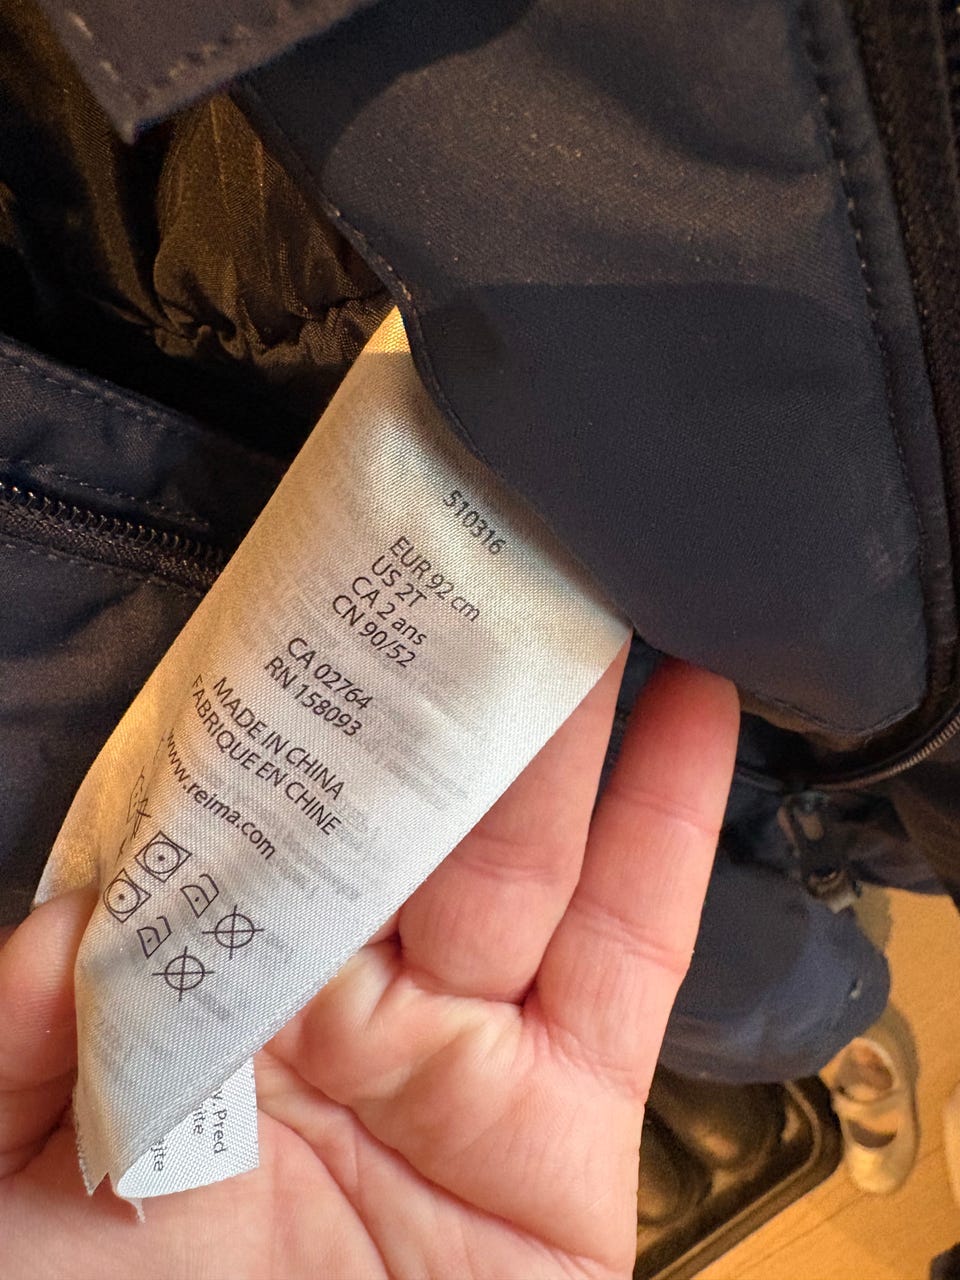 510316
EUR 92 cm
US 2T
CA 2 ans
CN 90/52
CA 02764
RN 158093
MADE IN CHINA
FABRIQUE EN CHINE
www.reima.com
Pred